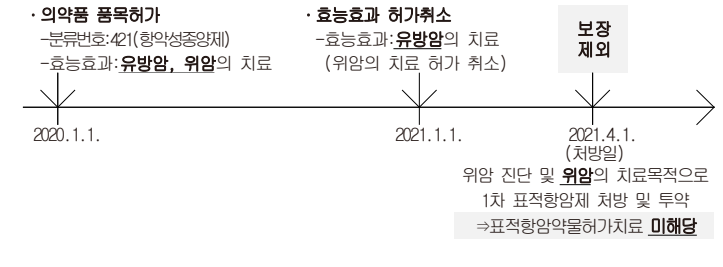 · 의약품 품목허가
-분류번호:421(항악성종양제)
-효능효과:유방암, 위암의 치료
· 효능효과 허가취소
-효능효과:유방암의 치료
(위암의 치료 허가 취소)
보장
제외
2020.1.1.
2021.1.1.
2021.4.1.
(처방일)
위암 진단 및 위암의 치료목적으로
1차 표적항암제 처방 및 투약
⇒표적항암약물허가치료 미해당